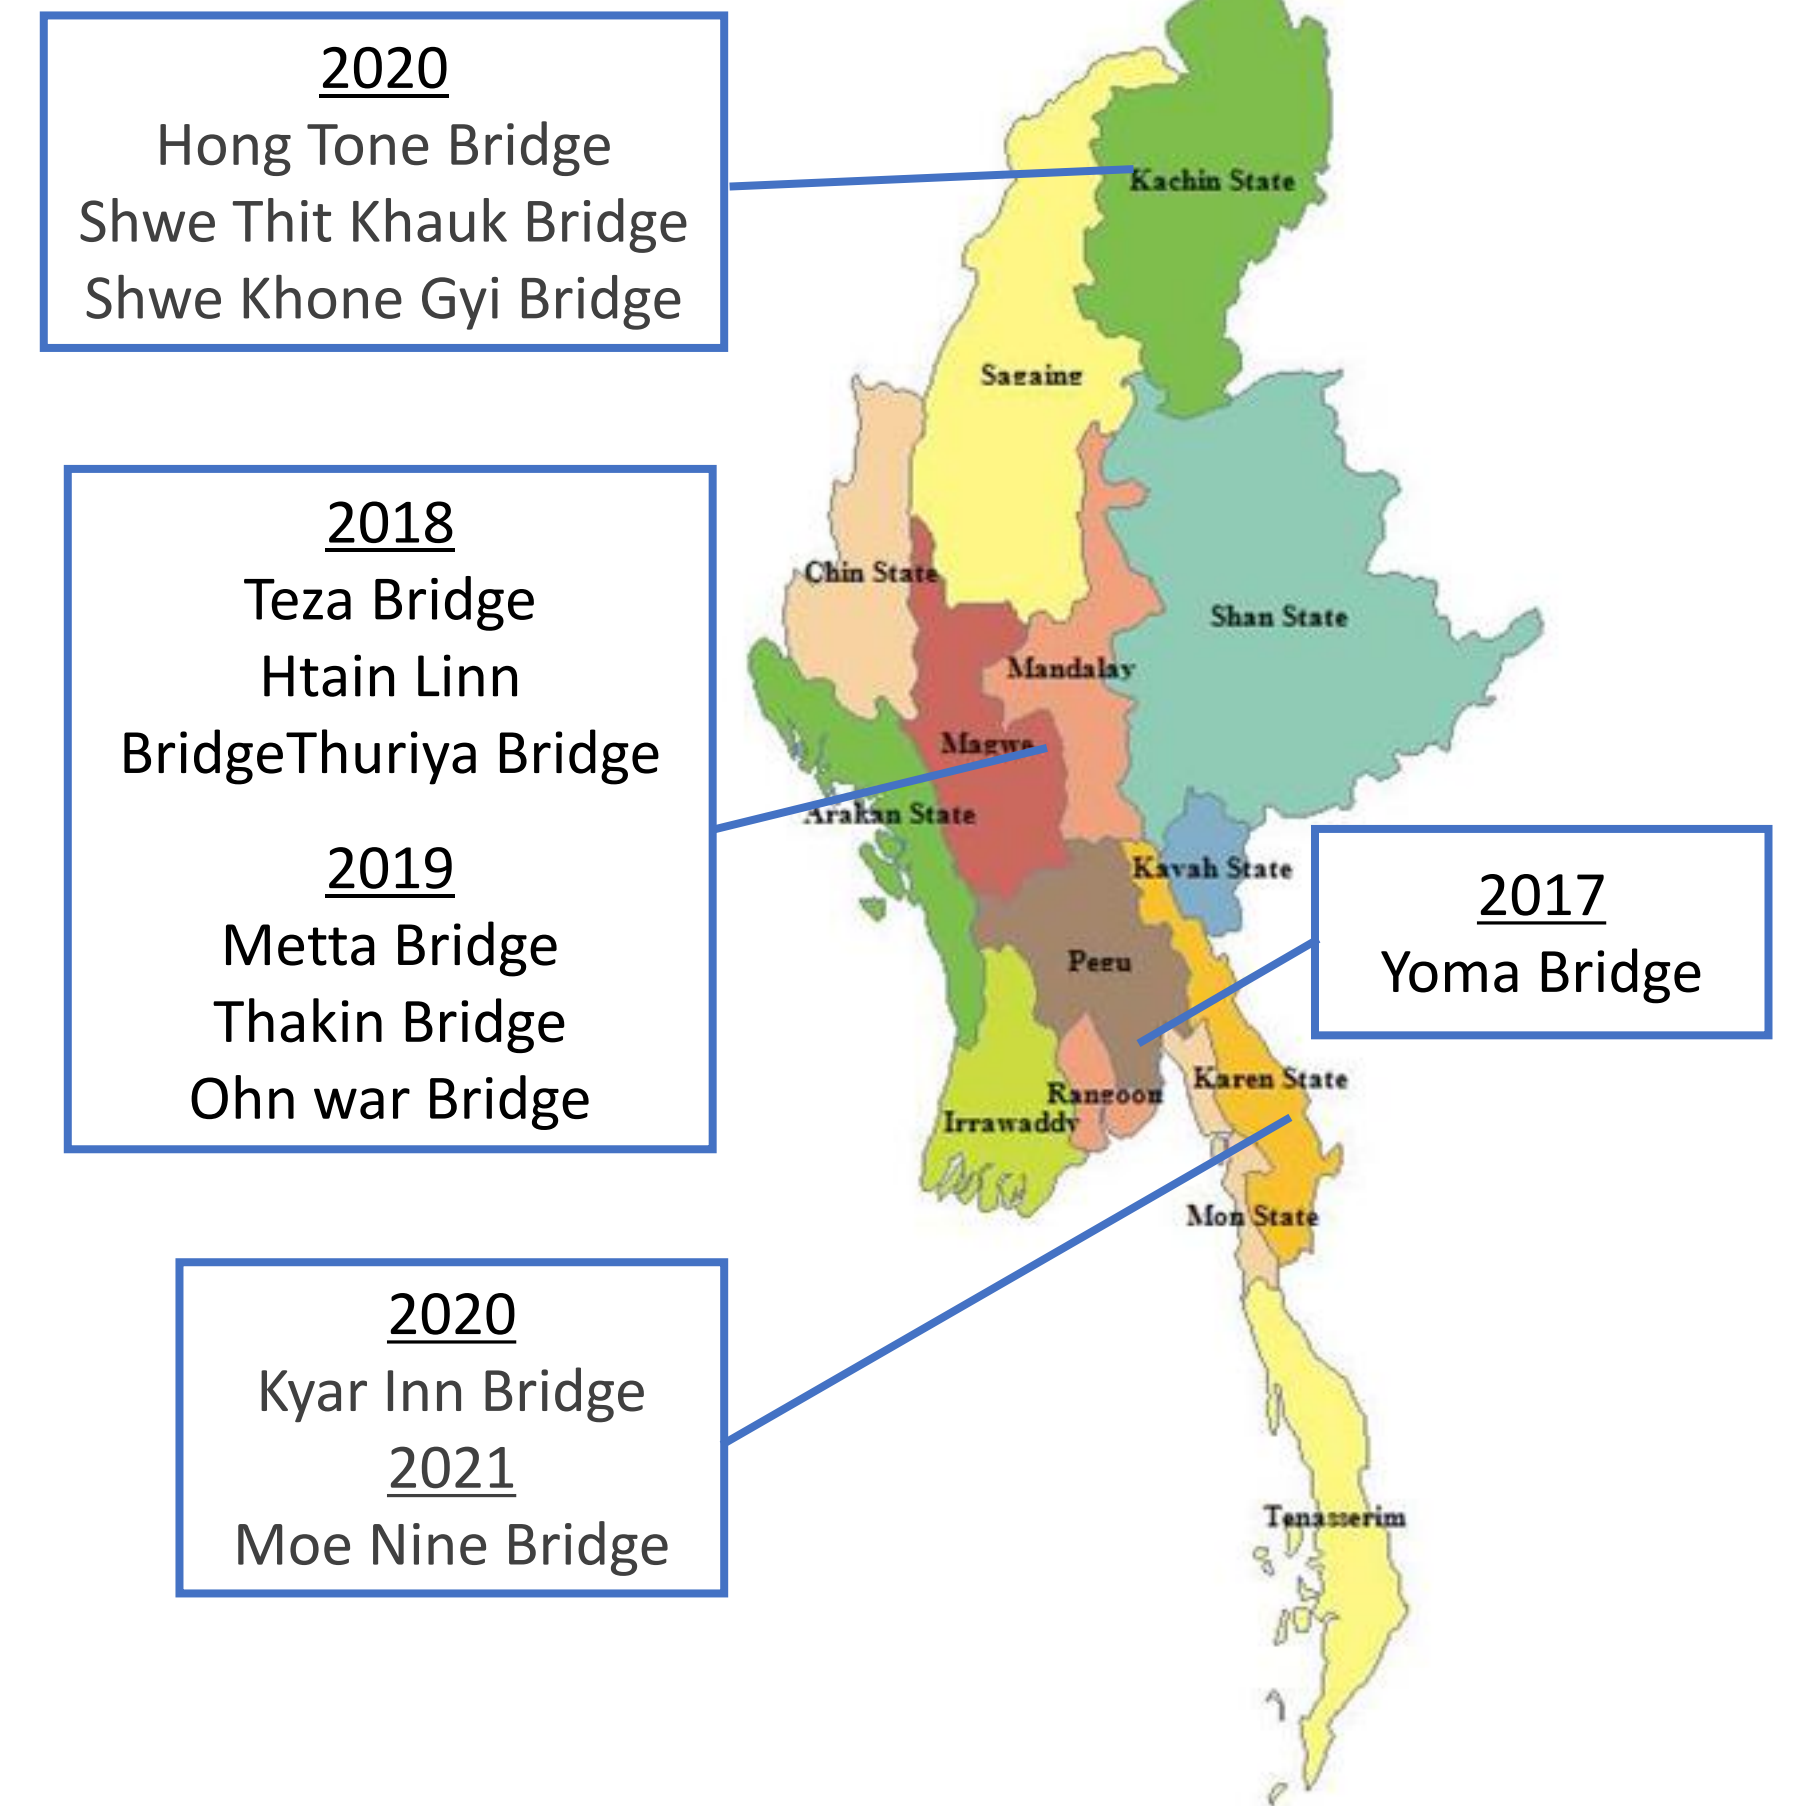 2020
Hong Tone Bridge
Shwe Thit Khauk Bridge
Shwe Khone Gyi Bridge
2018
Teza Bridge
Htain Linn
BridgeThuriya Bridge
2019
Metta Bridge
Thakin Bridge
Ohn war Bridge
2020
Kyar Inn Bridge
2021
Moe Nine Bridge
2017
Yoma Bridge
Kachin State
Sagaing
Chin State
Shan State
Mandalay
Magwe
Arakan State
Kayah State
Pegu
Karen State
Rangoon
Irrawaddy
Mon State
Tenasserim